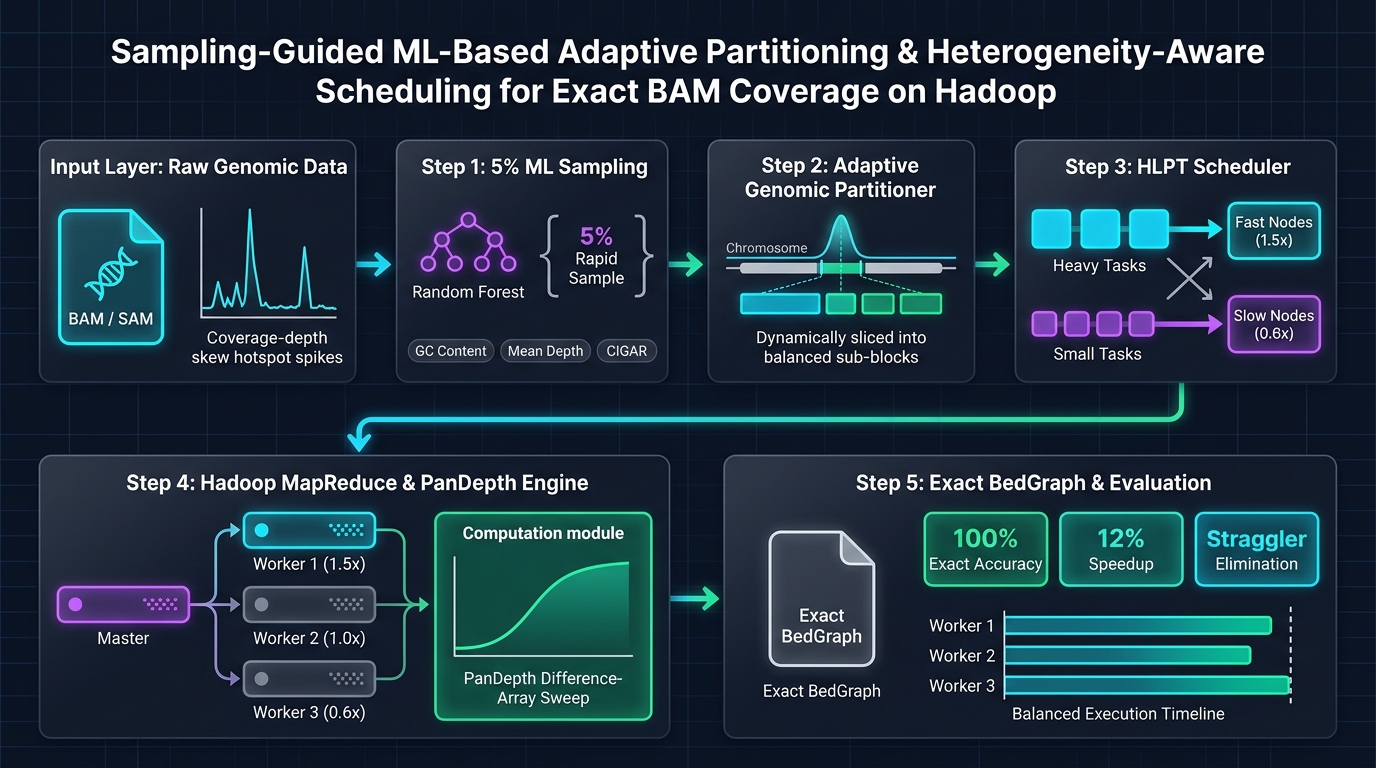 Sampling-Guided ML-Based Adaptive Partitioning & Heterogeneity-Aware
Scheduling for Exact BAM Coverage on Hadoop
Input Layer: Raw Genomic Data
BAM / SAM
Coverage-depth
skew hotspot spikes
Step 1: 5% ML Sampling
Random Forest
5%
Rapid
Sample
GC Content
Mean Depth
CIGAR
Step 2: Adaptive
Genomic Partitioner
Chromosome
Dynamically sliced into
balanced sub-blocks
Step 3: HLPT Scheduler
Heavy Tasks
Fast Nodes
(1.5x)
Small Tasks
Slow Nodes
(0.6x)
Step 4: Hadoop MapReduce & PanDepth Engine
Master
Worker 1 (1.5x)
Worker 2 (1.0x)
Worker 3 (0.6x)
Computation module
PanDepth Difference-
Array Sweep
Step 5: Exact BedGraph & Evaluation
Exact
BedGraph
Exact BedGraph
100%
Exact Accuracy
12%
Speedup
Straggler
Elimination
Worker 1
Worker 2
Worker 3
Balanced Execution Timeline